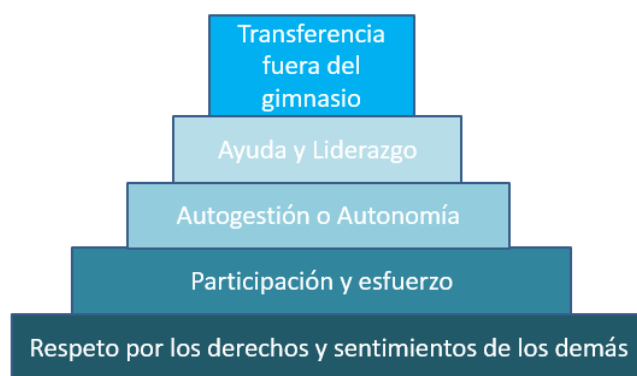 Transferencia
fuera del
gimnasio
Ayuda y Liderazgo
Autogestión o Autonomía
Participación y esfuerzo
Respeto por los derechos y sentimientos de los demás